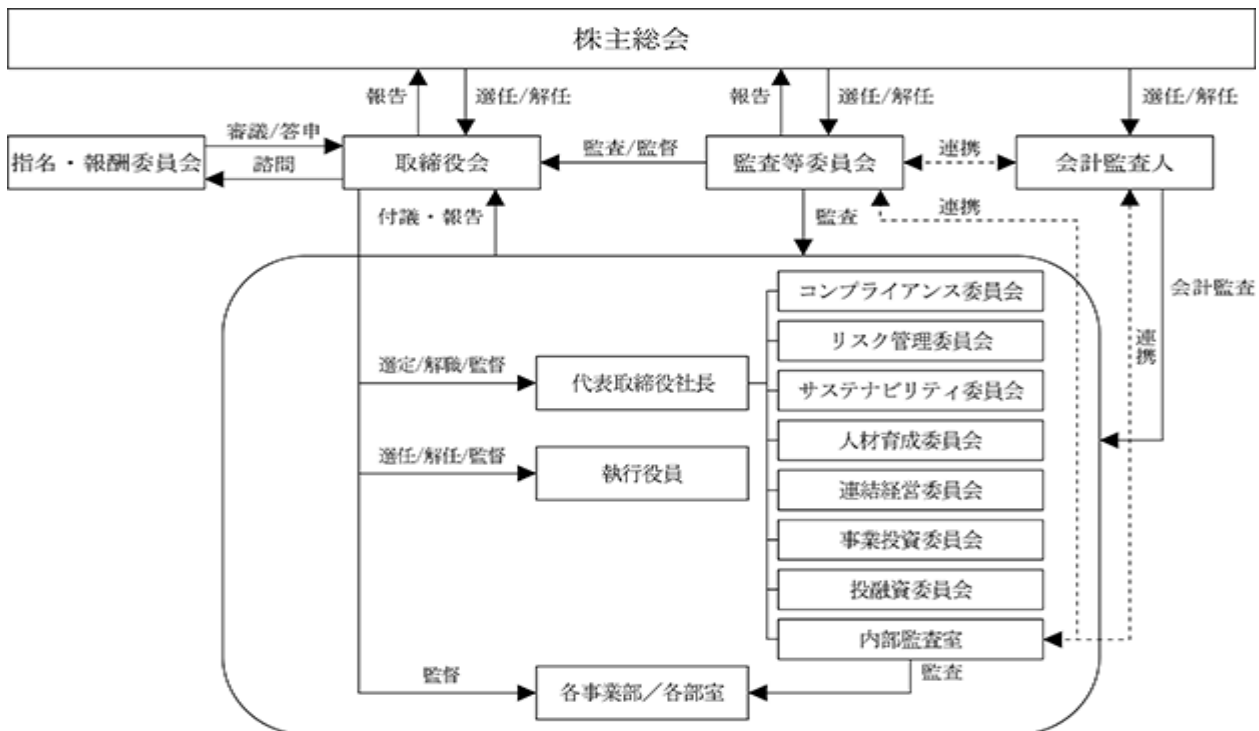 株主総会
報告
選任/解任
報告
選任/解任
選任/解任
審議/答申
指名・報酬委員会
諮問
取締役会
監査/監督
監査等委員会
連携
会計監査人
付議・報告
監査
連携
コンプライアンス委員会
会計監査
リスク管理委員会
連携
選定/解職/監督
代表取締役社長
サステナビリティ委員会
人材育成委員会
選任/解任/監督
執行役員
連結経営委員会
事業投資委員会
投融資委員会
内部監査室
監督
各事業部/各部室
監査